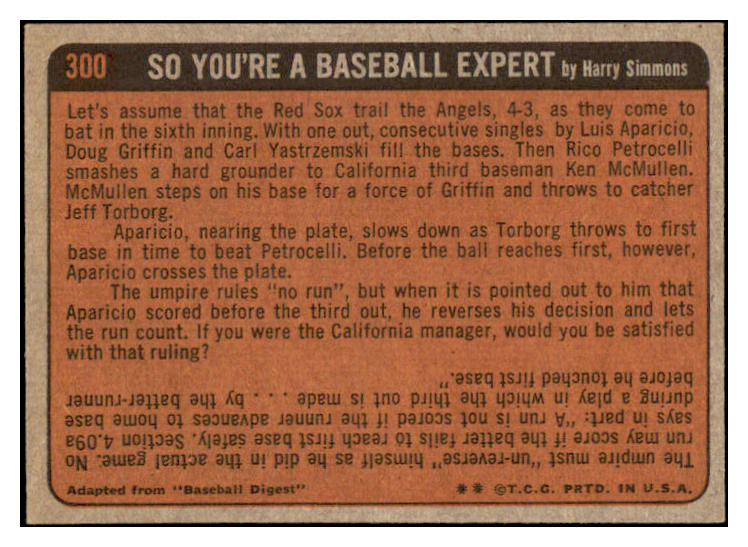 300 SO YOU'RE A BASEBALL EXPERT by Harry Simmons
Let's assume that the Red Sox trail the Angels, 4-3, as they come to
bat in the sixth inning. With one out, consecutive singles by Luis Aparicio,
Doug Griffin and Carl Yastrzemski fill the bases. Then Rico Petrocelli
smashes a hard grounder to California third baseman Ken McMullen.
McMullen steps on his base for a force of Griffin and throws to catcher
Jeff Torborg.
Aparicio, nearing the plate, slows down as Torborg throws to first
base in time to beat Petrocelli. Before the ball reaches first, however,
Aparicio crosses the plate.
The umpire rules "no run", but when it is pointed out to him that
Aparicio scored before the third out, he reverses his decision and lets
the run count. If you were the California manager, would you be satisfied
with that ruling?
The umpire must "un-reverse" himself as he did in the actual game. No
run may score if the batter fails to reach first base safely. Section 4.09a
says in part: "A run is not scored if the runner advances to home base
during a play in which the third out is made . . . by the batter-runner
before he touched first base."
Adapted from "Baseball Digest" ** ©T.C.G. PRTD. IN U.S.A.